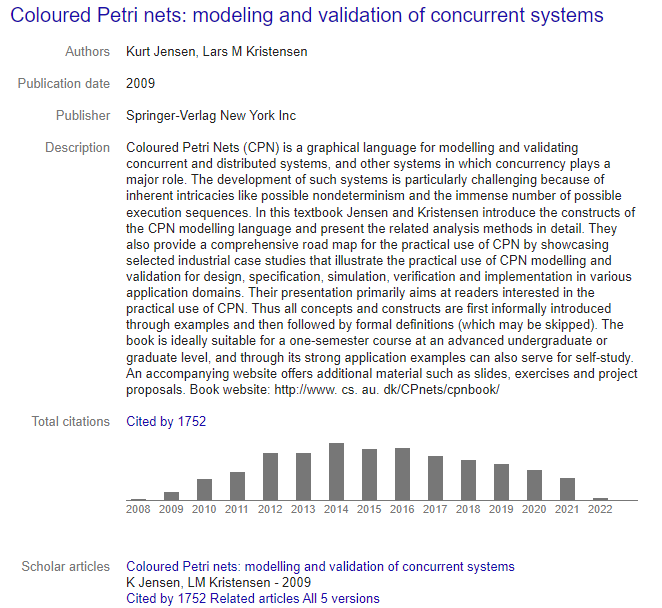 Coloured Petri nets: modeling and validation of concurrent systems
Authors Kurt Jensen, Lars M Kristensen
Publication date 2009
Publisher Springer-Verlag New York Inc
Description Coloured Petri Nets (CPN) is a graphical language for modelling and validating
concurrent and distributed systems, and other systems in which concurrency plays a
major role. The development of such systems is particularly challenging because of
inherent intricacies like possible nondeterminism and the immense number of possible
execution sequences. In this textbook Jensen and Kristensen introduce the constructs of
the CPN modelling language and present the related analysis methods in detail. They
also provide a comprehensive road map for the practical use of CPN by showcasing
selected industrial case studies that illustrate the practical use of CPN modelling and
validation for design, specification, simulation, verification and implementation in various
application domains. Their presentation primarily aims at readers interested in the
practical use of CPN. Thus all concepts and constructs are first informally introduced
through examples and then followed by formal definitions (which may be skipped). The
book is ideally suitable for a one-semester course at an advanced undergraduate or
graduate level, and through its strong application examples can also serve for self-study.
An accompanying website offers additional material such as slides, exercises and project
proposals. Book website: http://www. cs. au. dk/CPnets/cpnbook/
Total citations Cited by 1752
2008 2009 2010 2011 2012 2013 2014 2015 2016 2017 2018 2019 2020 2021 2022
Scholar articles Coloured Petri nets: modelling and validation of concurrent systems
K Jensen, LM Kristensen - 2009
Cited by 1752 Related articles All 5 versions